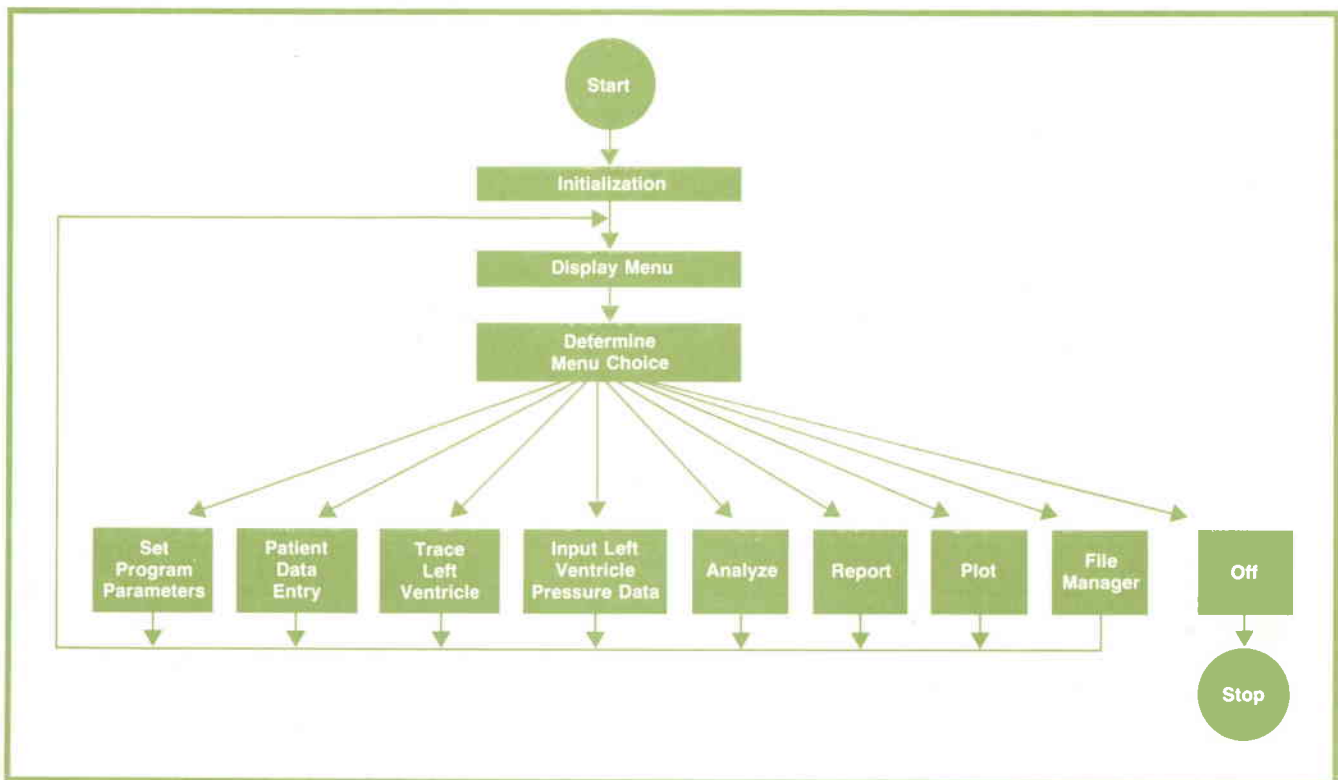 Start
Initialization
Display Menu
Determine
Menu Choice
Set
Program
Parameters
Patient
Data
Entry
Trace
Left
Ventricle
Input Left
Ventricle
Pressure Data
Analyze
Report
Plot
File
Manager
Off
Stop